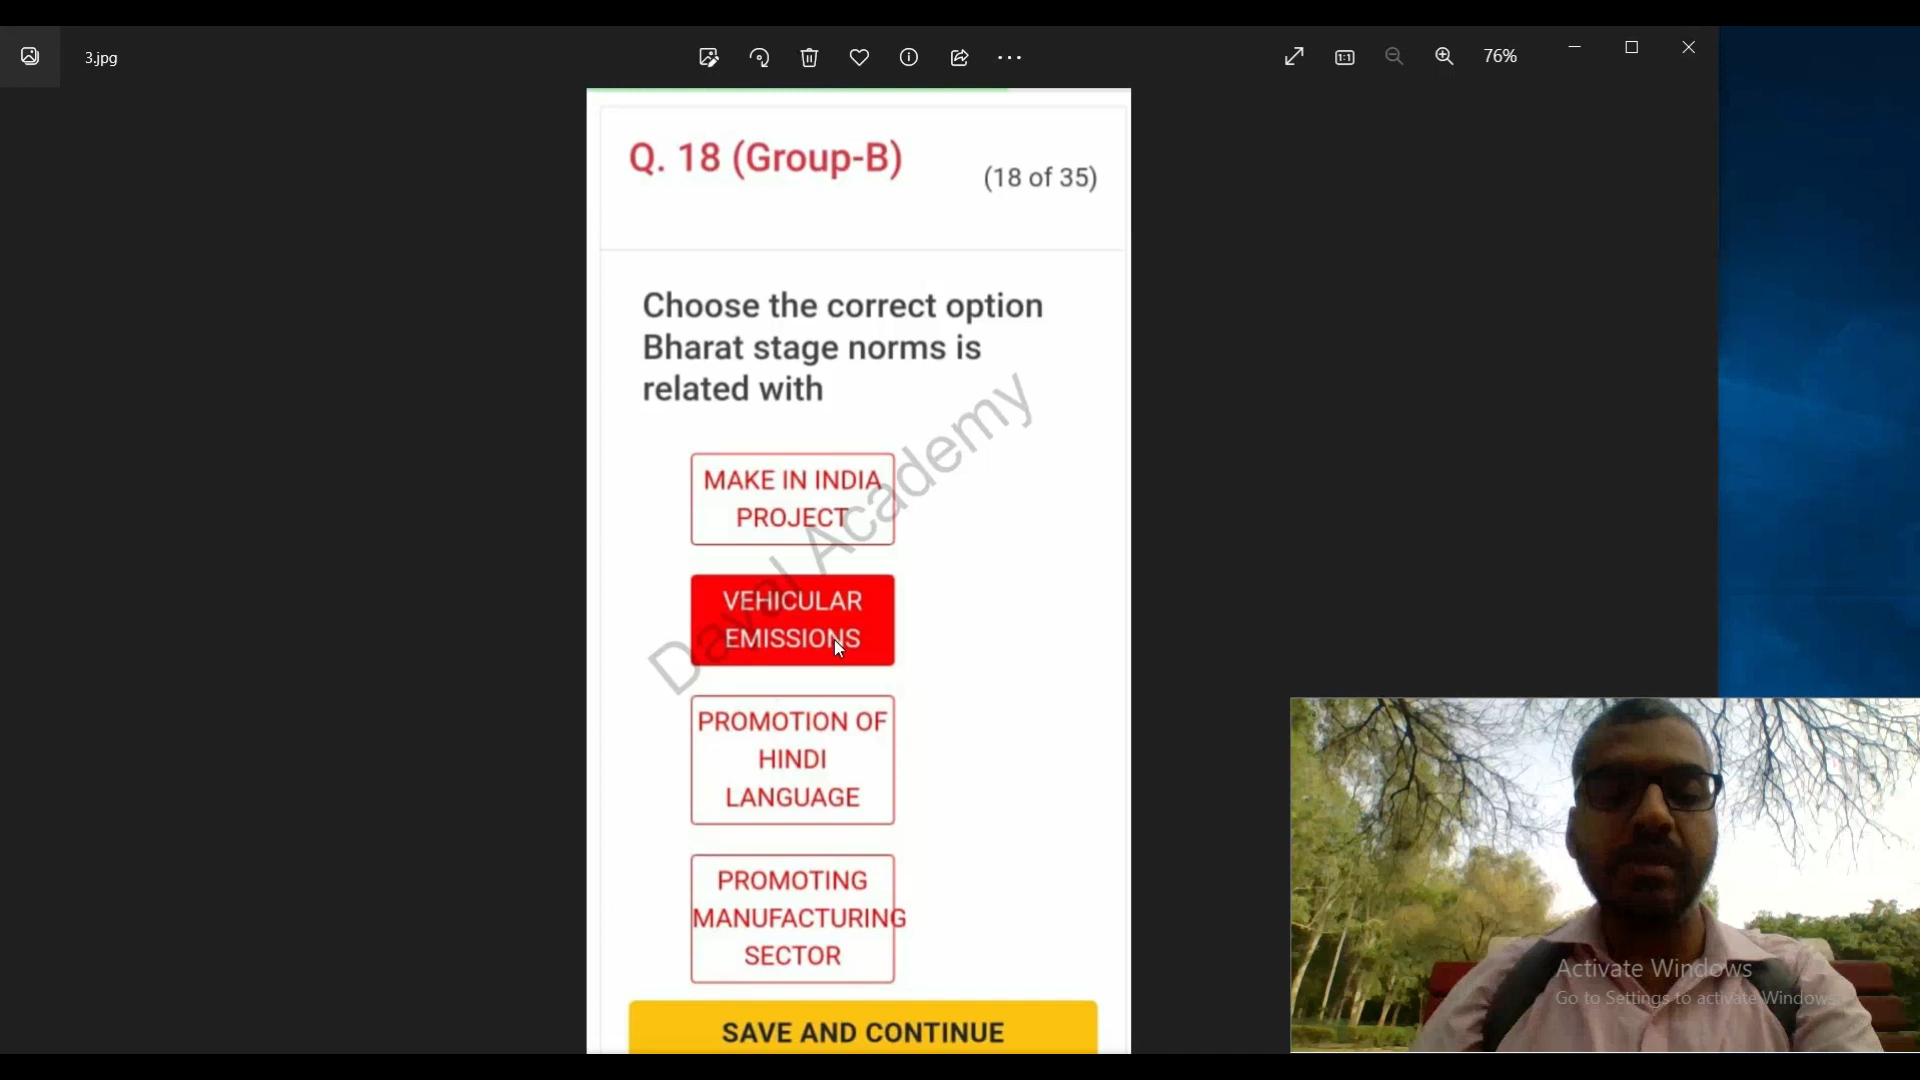 3.jpg
76%
Q. 18 (Group-B)
(18 of 35)
Choose the correct option
Bharat stage norms is
related with
MAKE IN INDIA
PROJECT
VEHICULAR
EMISSIONS
PROMOTION OF
HINDI
LANGUAGE
PROMOTING
MANUFACTURING
SECTOR
SAVE AND CONTINUE
Dayal Academy
Activate Windows
Go to Settings to activate Windows.